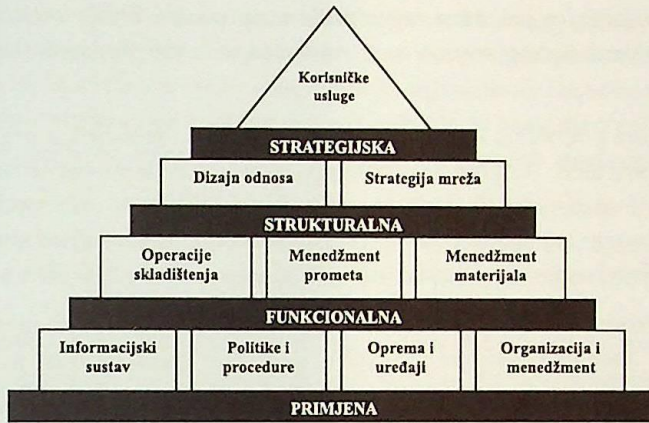 Korisničke
usluge
STRATEGIJSKA
Dizajn odnosa
Strategija mreža
STRUKTURALNA
Operacije
skladištenja
Menedžment
prometa
Menedžment
materijala
FUNKCIONALNA
Informacijski
sustav
Politike i
procedure
Oprema i
uređaji
Organizacija i
menedžment
PRIMJENA